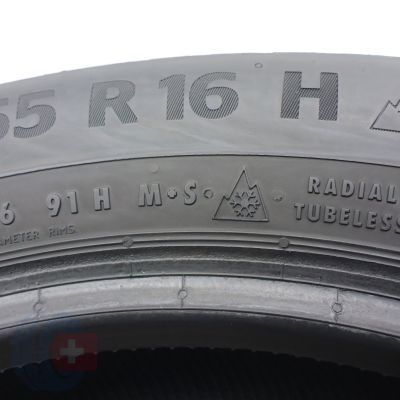 55 R 16 H
6 91 H M•S RADIAL
TUBELESS
AMETER RIMS